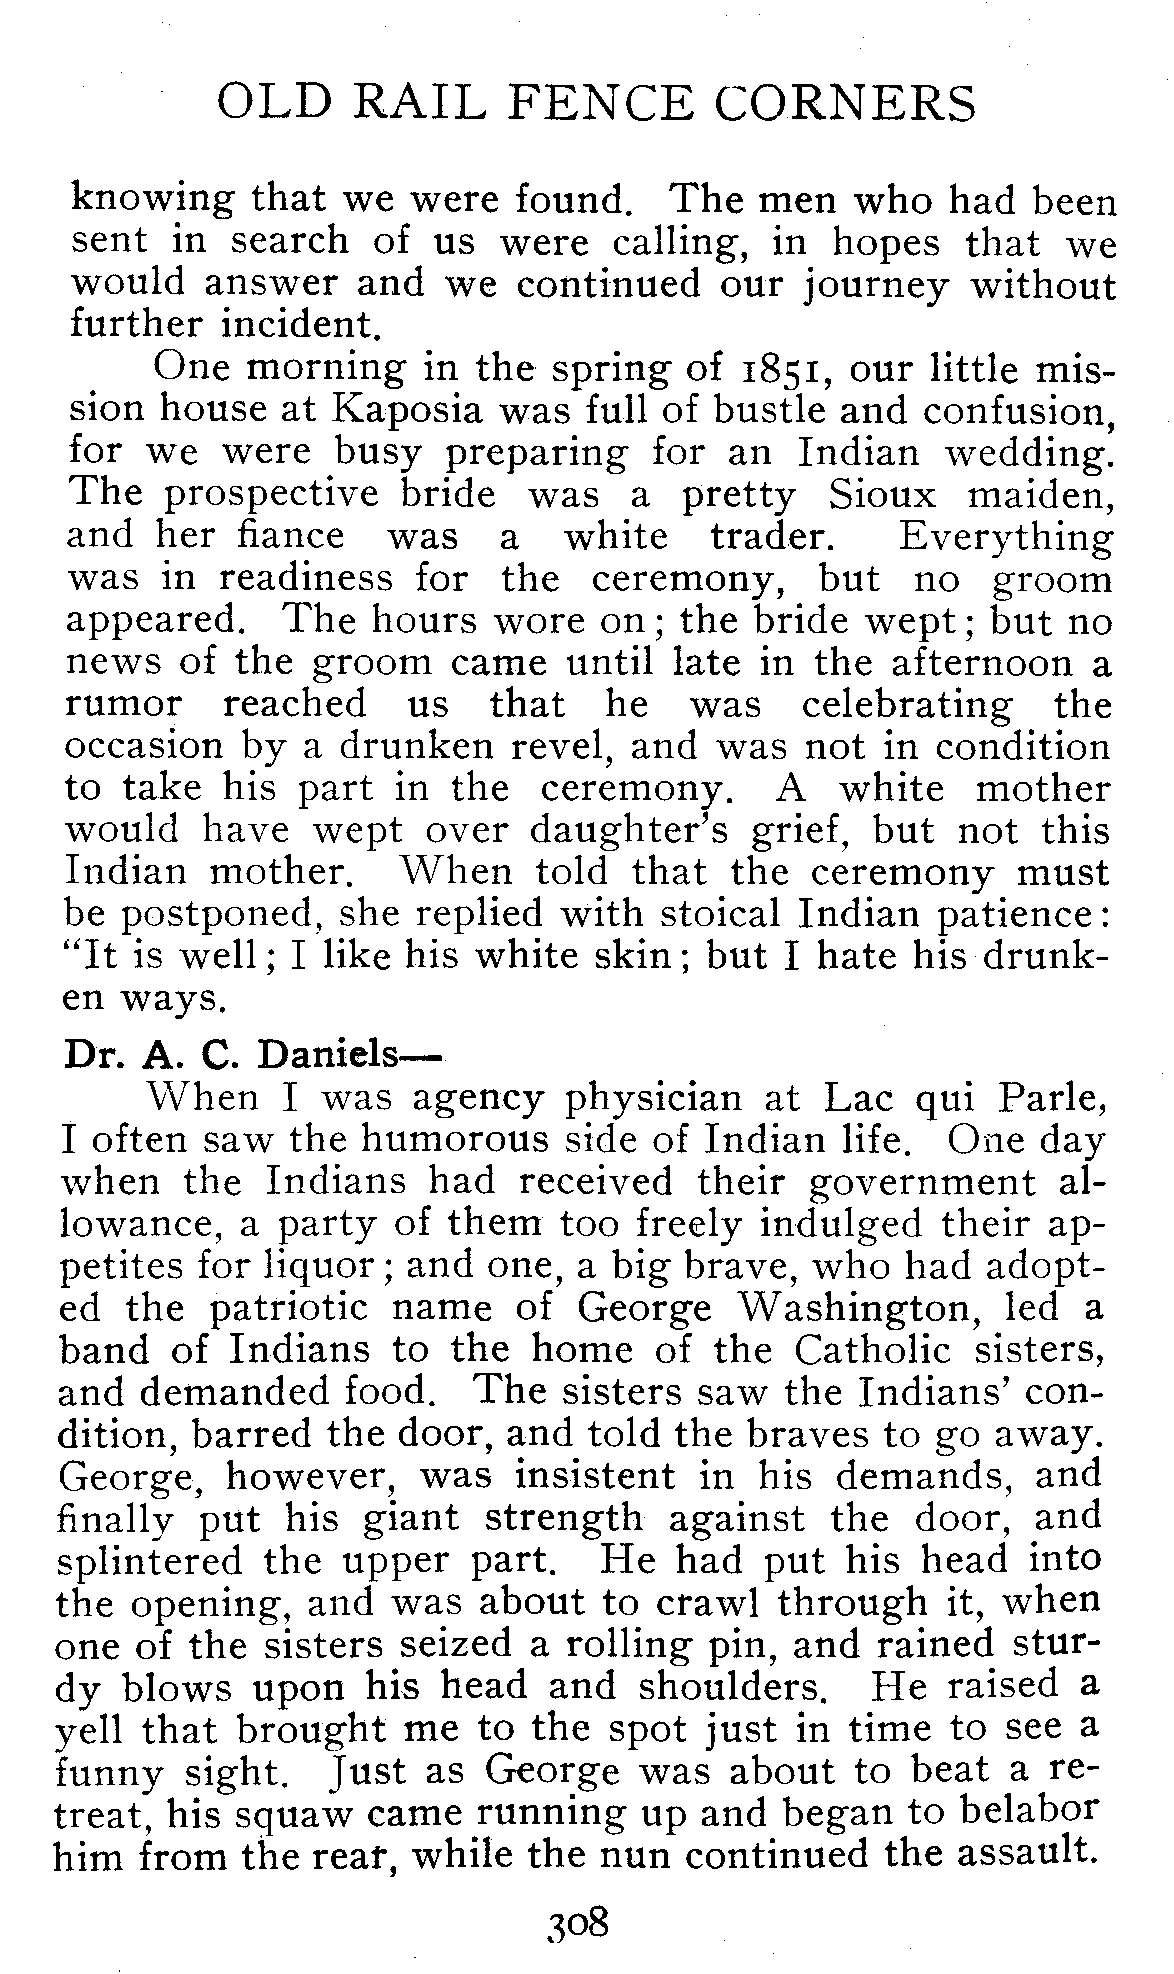 OLD RAIL FENCE CORNERS
knowing that we were found. The men who had been
sent in search of us were calling, in hopes that we
would answer and we continued our journey without
further incident.
One morning in the spring of 1851, our little mis-
sion house at Kaposia was full of bustle and confusion,
for we were busy preparing for an Indian wedding.
The prospective bride was a pretty Sioux maiden,
and her fiance was a white trader. Everything
was in readiness for the ceremony, but no groom
appeared. The hours wore on; the bride wept; but no
news of the groom came until late in the afternoon a
rumor reached us that he was celebrating the
occasion by a drunken revel, and was not in condition
to take his part in the ceremony. A white mother
would have wept over daughter's grief, but not this
Indian mother. When told that the ceremony must
be postponed, she replied with stoical Indian patience:
"It is well; I like his white skin; but I hate his drunk-
en ways.
Dr. A. C. Daniels—
When I was agency physician at Lac qui Parle,
I often saw the humorous side of Indian life. One day
when the Indians had received their government al-
lowance, a party of them too freely indulged their ap-
petites for liquor; and one, a big brave, who had adopt-
ed the patriotic name of George Washington, led a
band of Indians to the home of the Catholic sisters,
and demanded food. The sisters saw the Indians' con-
dition, barred the door, and told the braves to go away.
George, however, was insistent in his demands, and
finally put his giant strength against the door, and
splintered the upper part. He had put his head into
the opening, and was about to crawl through it, when
one of the sisters seized a rolling pin, and rained stur-
dy blows upon his head and shoulders. He raised a
yell that brought me to the spot just in time to see a
funny sight. Just as George was about to beat a re-
treat, his squaw came running up and began to belabor
him from the rear, while the nun continued the assault.
308